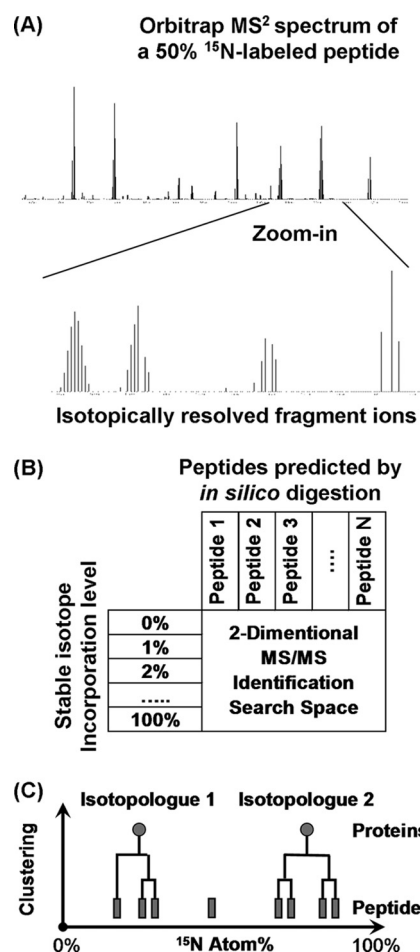 (A)
Orbitrap MS² spectrum of
a 50% ¹⁵N-labeled peptide
Zoom-in
Isotopically resolved fragment ions
(B)
Peptides predicted by
in silico digestion
Peptide 1
Peptide 2
Peptide 3
....
Peptide N
Stable isotope
Incorporation level
0%
1%
2%
.....
100%
2-Dimentional
MS/MS
Identification
Search Space
(C)
Isotopologue 1
Isotopologue 2
Clustering
Proteins
Peptide
0%
¹⁵N Atom%
100%